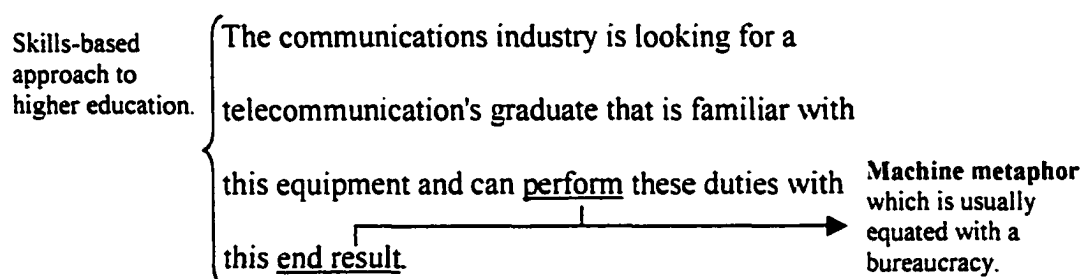 Skills-based
approach to
higher education.
The communications industry is looking for a
telecommunication's graduate that is familiar with
this equipment and can perform these duties with
this end result.
Machine metaphor
which is usually
equated with a
bureaucracy.